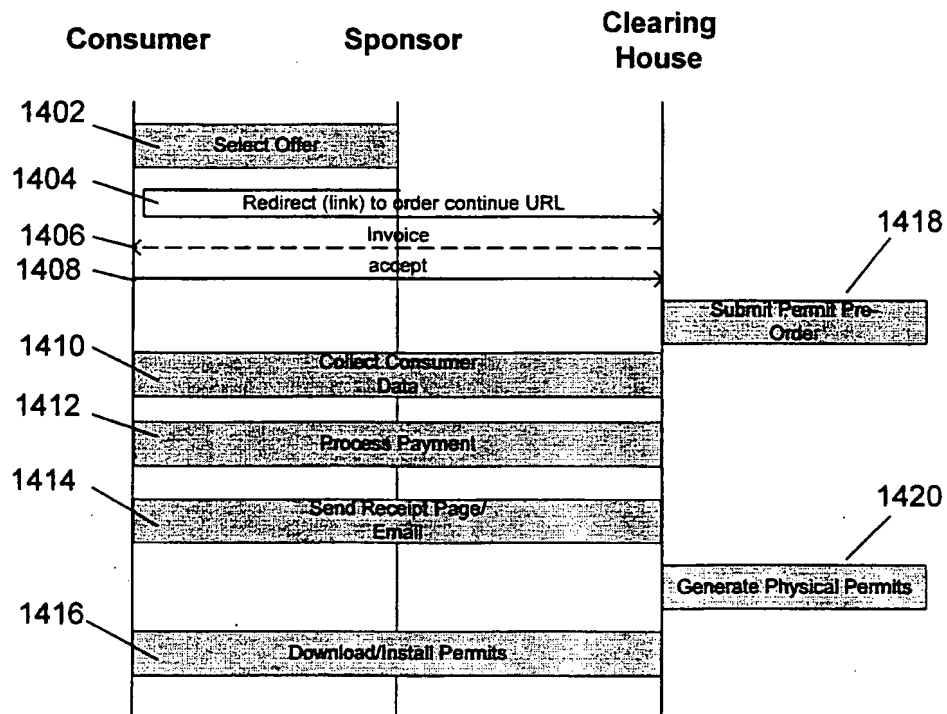 Consumer
Sponsor
Clearing
House
1402
Select Offer
1404
Redirect (link) to order continue URL
1406
Invoice
1408
accept
1418
Submit Permit Pre-
Order
1410
Collect Consumer
Data
1412
Process Payment
1414
Send Receipt Page/
Email
1420
Generate Physical Permits
1416
Download/Install Permits